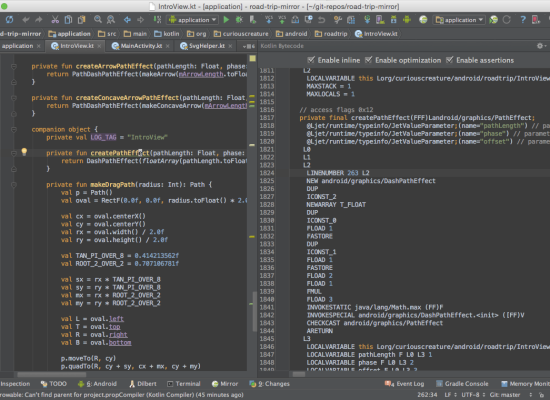 IntroView.kt - [application] - road-trip-mirror - [~/git-repos/road-trip-mirror]
application
application
d-trip-mirror
application
src
main
kotlin
org
curiouscreature
android
roadtrip
IntroView.kt
application
IntroView.kt
MainActivity.kt
SvgHelper.kt
private fun createArrowPathEffect(pathLength: Float, phase:
return PathDashPathEffect(makeArrow(mArrowLength.toFloa
}
private fun createConcaveArrowPathEffect(pathLength: Float,
return PathDashPathEffect(makeConcaveArrow(mArrowLength
}
companion object {
private val LOG_TAG = "IntroView"
private fun createPathEffect(pathLength: Float, phase:
return DashPathEffect(floatArray(pathLength.toFloat
}
private fun makeDragPath(radius: Int): Path {
val p = Path()
val oval = RectF(0.0f, 0.0f, radius.toFloat() * 2.0
val cx = oval.centerX()
val cy = oval.centerY()
val rx = oval.width() / 2.0f
val ry = oval.height() / 2.0f
val TAN_PI_OVER_8 = 0.414213562f
val ROOT_2_OVER_2 = 0.707106781f
val sx = rx * TAN_PI_OVER_8
val sy = ry * TAN_PI_OVER_8
val mx = rx * ROOT_2_OVER_2
val my = ry * ROOT_2_OVER_2
val L = oval.left
val T = oval.top
val R = oval.right
val B = oval.bottom
p.moveTo(R, cy)
p.quadTo(R, cy + sy, cx + mx, cy + my)
Kotlin Bytecode
Enable inline
Enable optimization
Enable assertions
1811 L2
1812 LOCALVARIABLE this Lorg/curiouscreature/android/roadtrip/IntroView
1813 MAXSTACK = 1
1814 MAXLOCALS = 1
1815
1816 // access flags 0x12
1817 private final createPathEffect(FFF)Landroid/graphics/PathEffect;
1818 @Ljet/runtime/typeinfo/JetValueParameter;(name="pathLength") // pa
1819 @Ljet/runtime/typeinfo/JetValueParameter;(name="phase") // paramet
1820 @Ljet/runtime/typeinfo/JetValueParameter;(name="offset") // parame
1821 L0
1822 L1
1823 L2
1824 LINENUMBER 263 L2
1825 NEW android/graphics/DashPathEffect
1826 DUP
1827 ICONST_2
1828 NEWARRAY T_FLOAT
1829 DUP
1830 ICONST_0
1831 FLOAD 1
1832 FASTORE
1833 DUP
1834 ICONST_1
1835 FLOAD 1
1836 FASTORE
1837 FLOAD 2
1838 FLOAD 1
1839 FMUL
1840 FLOAD 3
1841 INVOKESTATIC java/lang/Math.max (FF)F
1842 INVOKESPECIAL android/graphics/DashPathEffect.<init> ([FF)V
1843 CHECKCAST android/graphics/PathEffect
1844 ARETURN
1845 L3
1846 LOCALVARIABLE this Lorg/curiouscreature/android/roadtrip/IntroView
1847 LOCALVARIABLE pathLength F L0 L3 1
1848 LOCALVARIABLE phase F L0 L3 2
1849 LOCALVARIABLE offset F L0 L3 3
Inspection
TODO
6: Android
Dilbert
Terminal
Mirror
9: Changes
Event Log
Gradle Console
Memory Monitor
rowable: Can't find parent for project.propCompiler (Kotlin Compiler) (45 minutes ago)
262:34
LF
UTF-8
Git: master